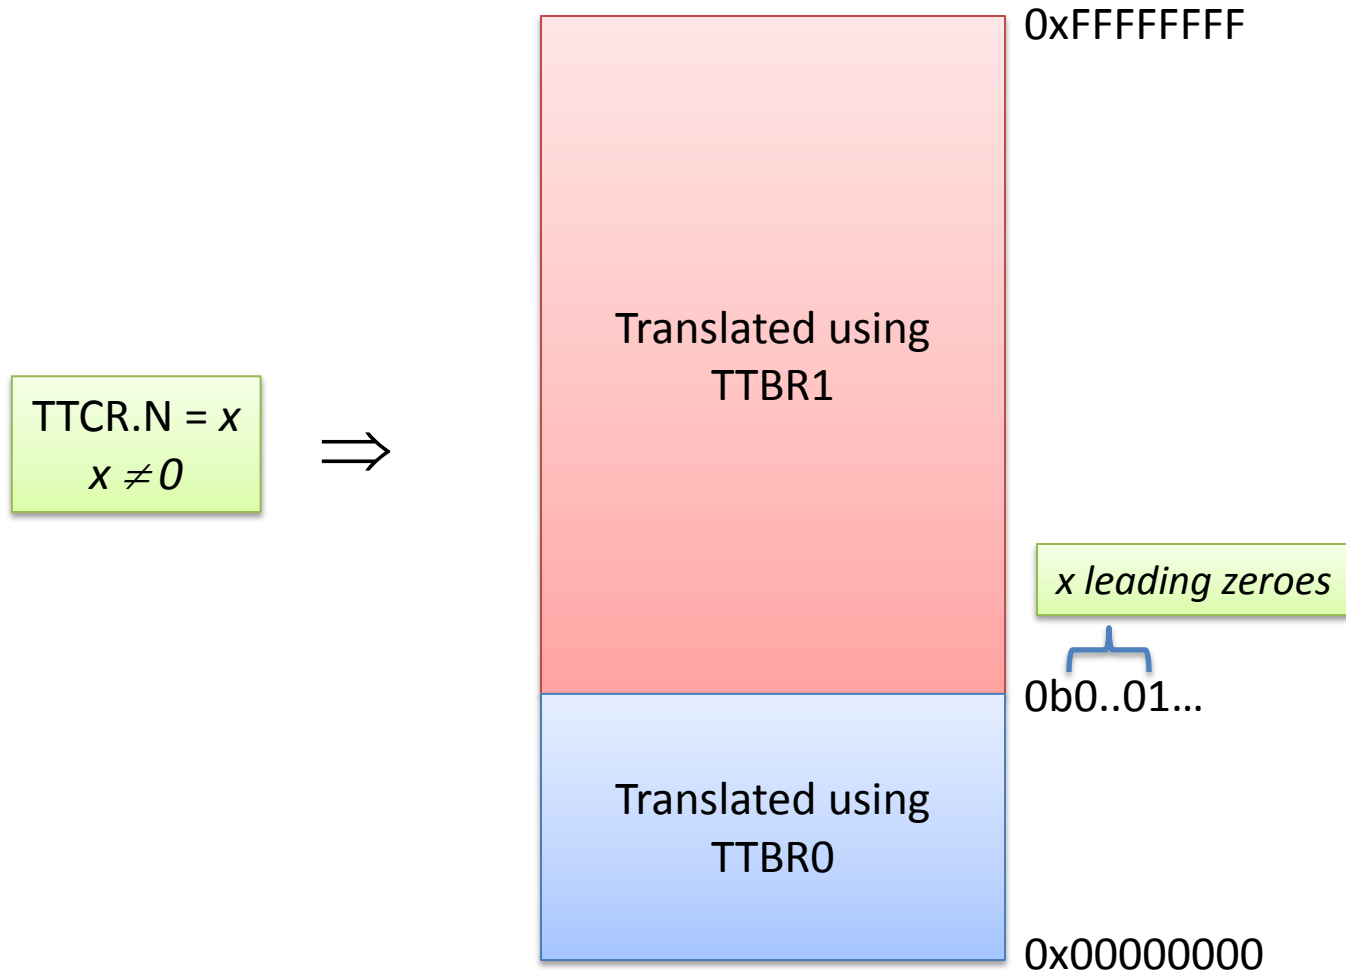 0xFFFFFFFF
Translated using
TTBR1
TTCR.N = x
x ≠ 0
⇒
x leading zeroes
0b0..01...
Translated using
TTBR0
0x00000000